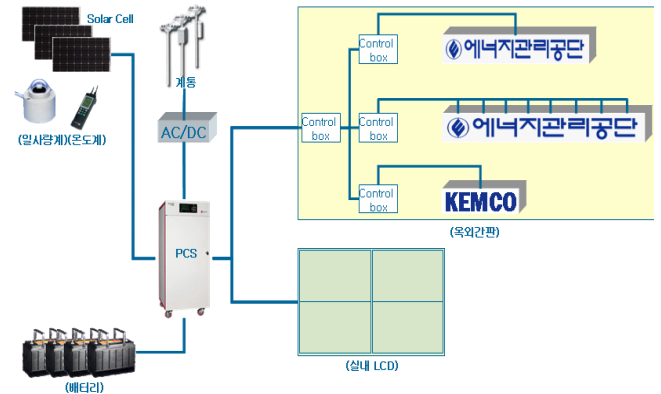 Solar Cell
계통
(일사량계)(온도계)
AC/DC
PCS
(배터리)
Control
box
에너지관리공단
Control
box
Control
box
에너지관리공단
Control
box
KEMCO
(옥외간판)
(실내 LCD)